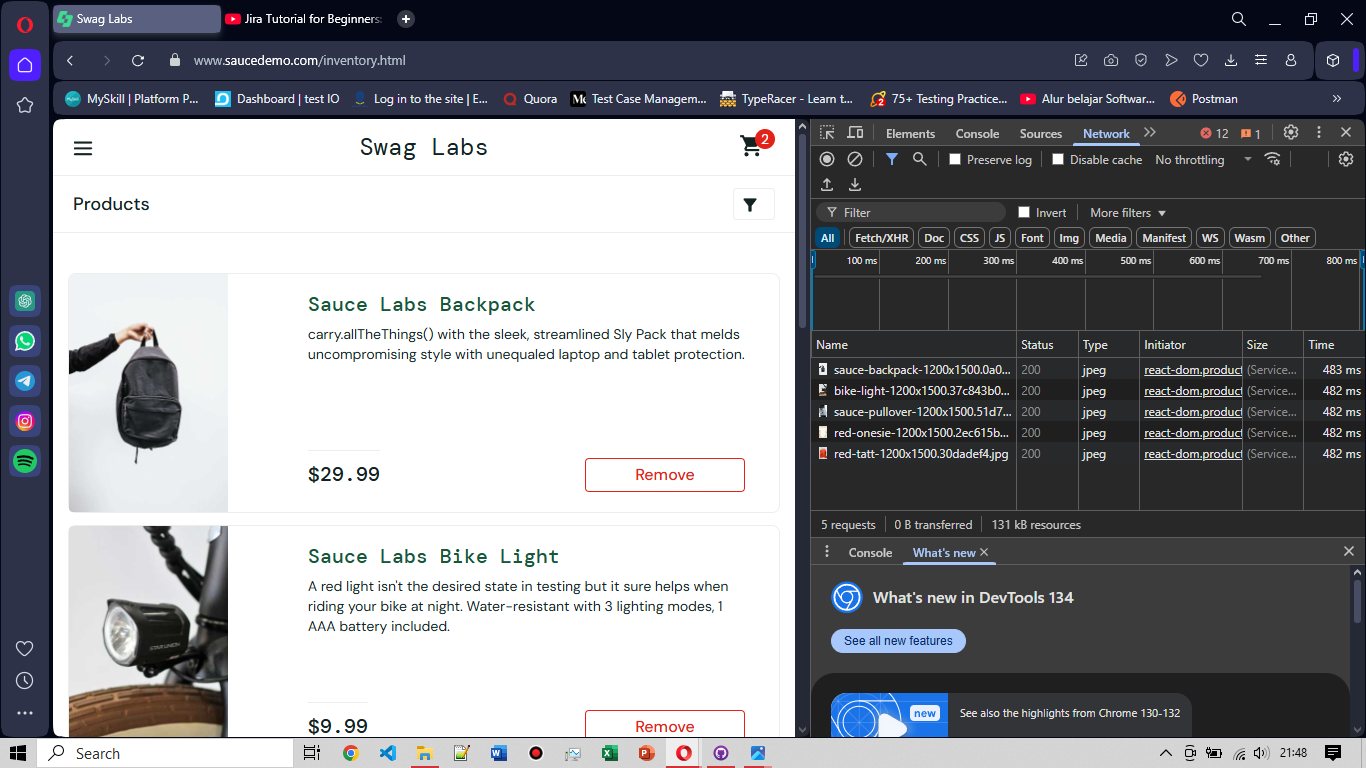 Swag Labs
Jira Tutorial for Beginners:
www.saucedemo.com/inventory.html
MySkill | Platform P...
Dashboard | test IO
Log in to the site | E...
Quora
Test Case Managem...
TypeRacer - Learn t...
75+ Testing Practice...
Alur belajar Softwar...
Postman
Swag Labs
2
Products
Sauce Labs Backpack
carry.allTheThings() with the sleek, streamlined Sly Pack that melds
uncompromising style with unequaled laptop and tablet protection.
$29.99
Remove
Sauce Labs Bike Light
A red light isn't the desired state in testing but it sure helps when
riding your bike at night. Water-resistant with 3 lighting modes, 1
AAA battery included.
$9.99
Remove
Elements Console Sources Network 12 1
Preserve log Disable cache No throttling
Filter Invert More filters
All Fetch/XHR Doc CSS JS Font Img Media Manifest WS Wasm Other
100 ms 200 ms 300 ms 400 ms 500 ms 600 ms 700 ms 800 ms
Name Status Type Initiator Size Time
sauce-backpack-1200x1500.0a0... 200 jpeg react-dom.product (Service... 483 ms
bike-light-1200x1500.37c843b0... 200 jpeg react-dom.product (Service... 482 ms
sauce-pullover-1200x1500.51d7... 200 jpeg react-dom.product (Service... 482 ms
red-onesie-1200x1500.2ec615b... 200 jpeg react-dom.product (Service... 482 ms
red-tatt-1200x1500.30dadef4.jpg 200 jpeg react-dom.product (Service... 482 ms
5 requests 0 B transferred 131 kB resources
Console What's new
What's new in DevTools 134
See all new features
new
See also the highlights from Chrome 130-132
Search
21:48